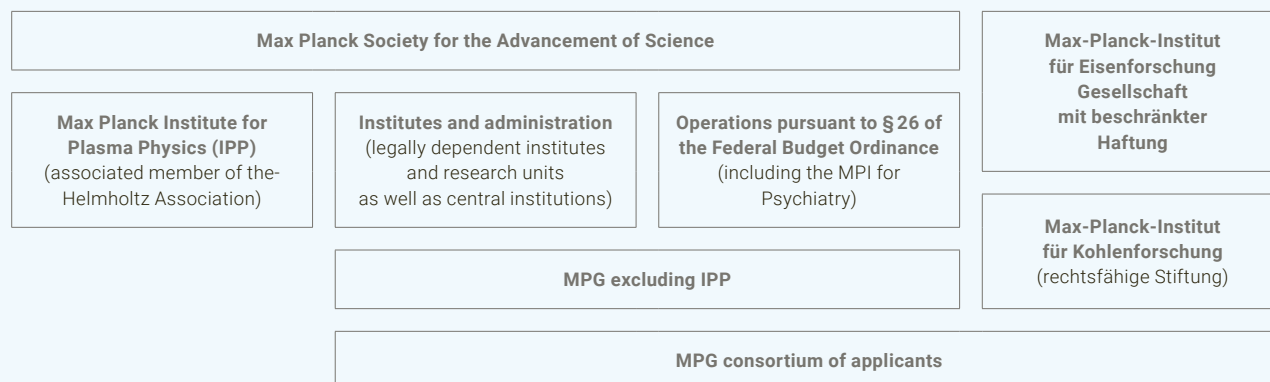 Max Planck Society for the Advancement of Science
Max-Planck-Institut
für Eisenforschung
Gesellschaft
mit beschränkter
Haftung
Max Planck Institute for
Plasma Physics (IPP)
(associated member of the-
Helmholtz Association)
Institutes and administration
(legally dependent institutes
and research units
as well as central institutions)
Operations pursuant to § 26 of
the Federal Budget Ordinance
(including the MPI for
Psychiatry)
Max-Planck-Institut
für Kohlenforschung
(rechtsfähige Stiftung)
MPG excluding IPP
MPG consortium of applicants